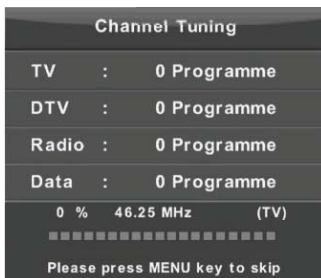 Channel Tuning
TV : 0 Programme
DTV : 0 Programme
Radio : 0 Programme
Data : 0 Programme
0 % 46.25 MHz (TV)
Please press MENU key to skip